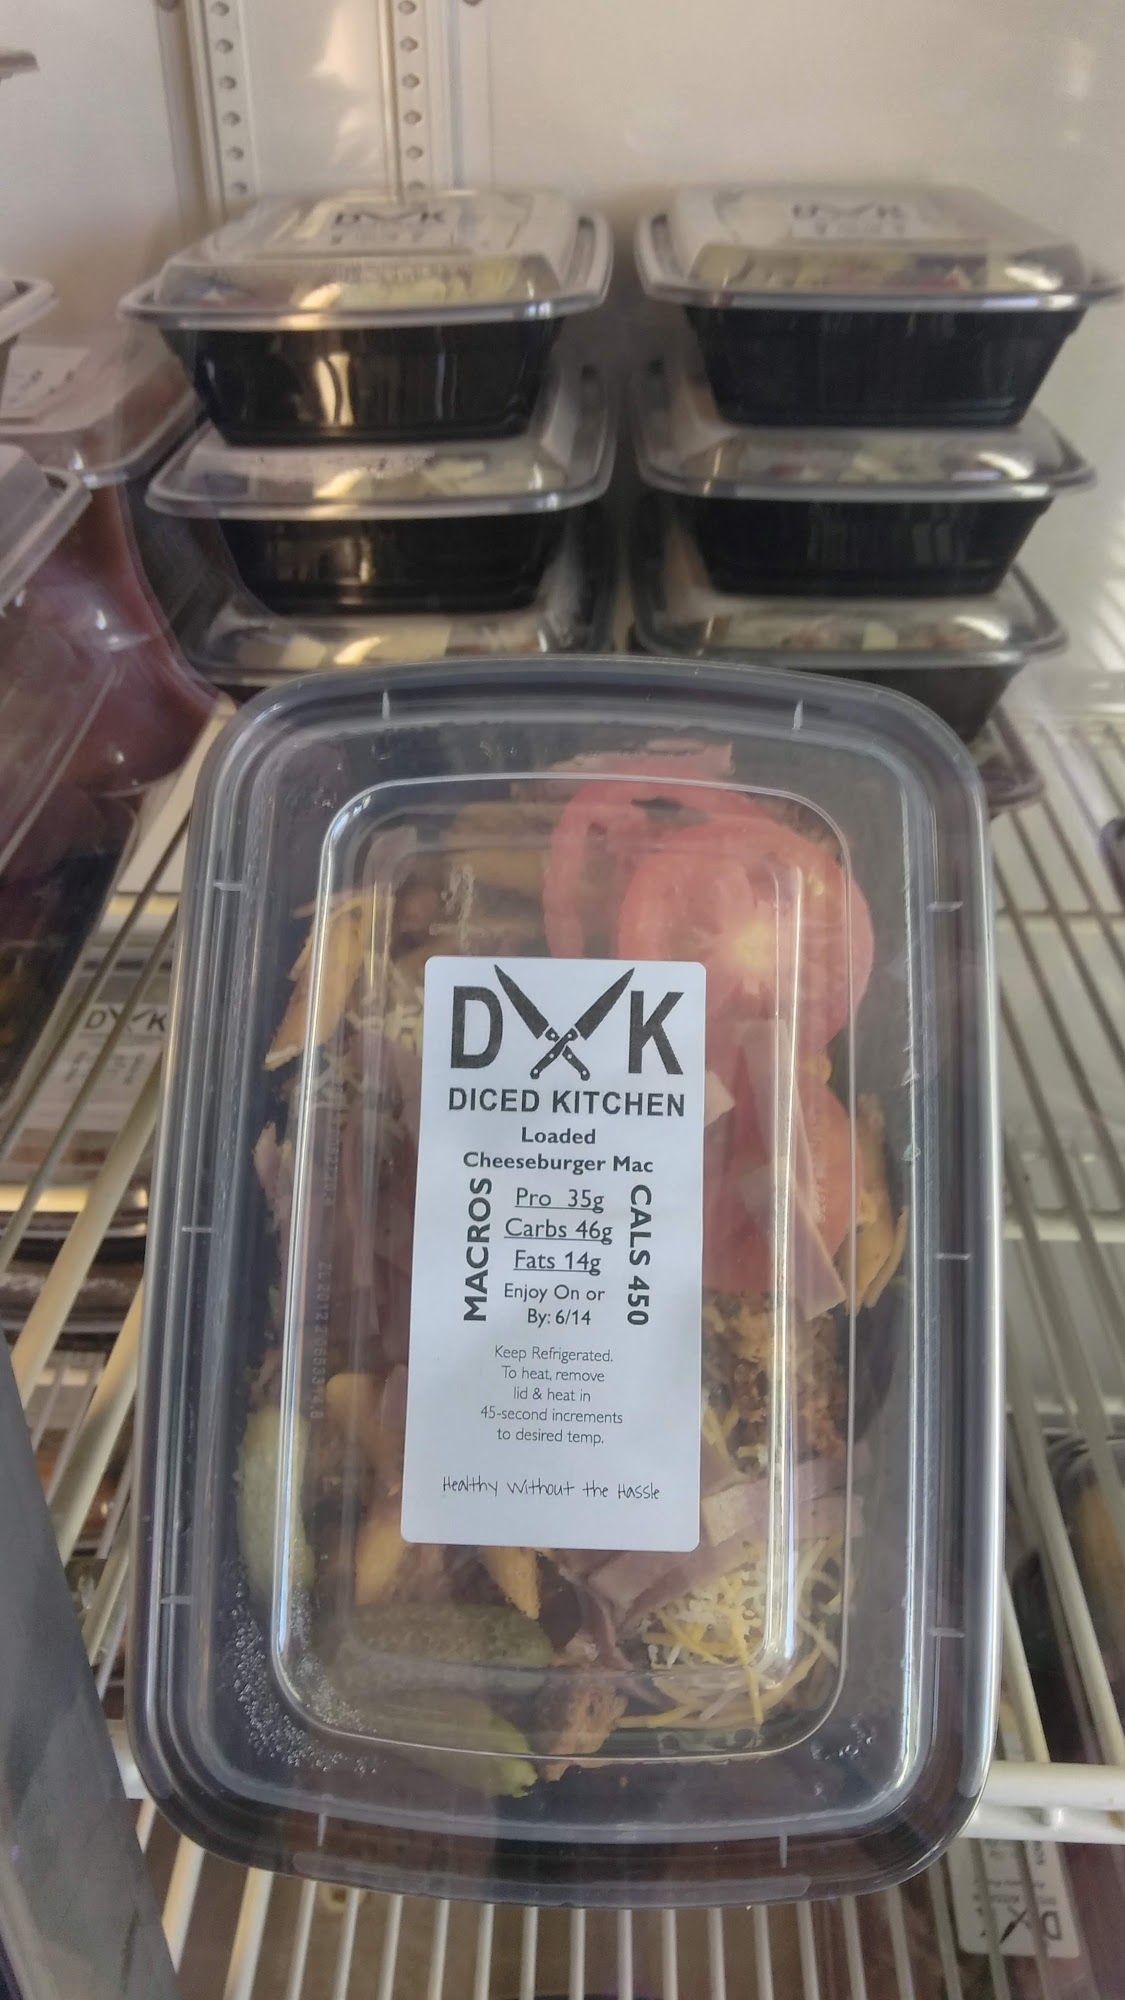 D K
DICED KITCHEN
Loaded
Cheeseburger Mac
MACROS
Pro 35g
Carbs 46g
Fats 14g
CALS 450
Enjoy On or
By: 6/14
Keep Refrigerated.
To heat, remove
lid & heat in
45-second increments
to desired temp.
Healthy Without the Hassle
D K
D K
D K